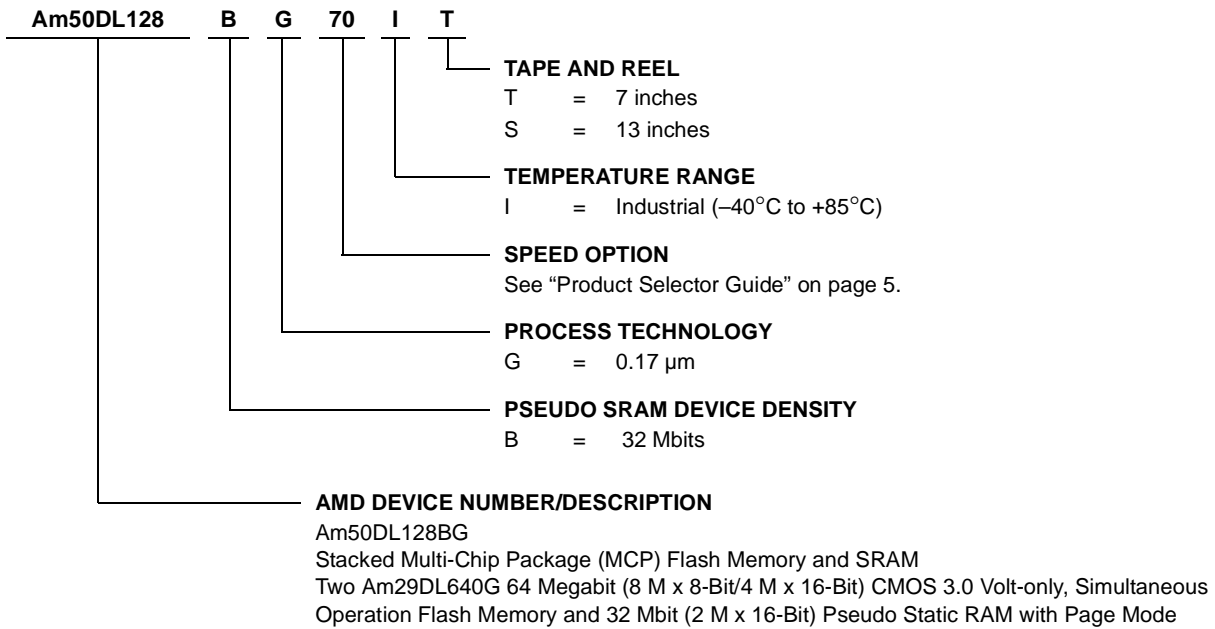 Am50DL128 B G 70 I T
TAPE AND REEL
T = 7 inches
S = 13 inches
TEMPERATURE RANGE
I = Industrial (–40°C to +85°C)
SPEED OPTION
See “Product Selector Guide” on page 5.
PROCESS TECHNOLOGY
G = 0.17 µm
PSEUDO SRAM DEVICE DENSITY
B = 32 Mbits
AMD DEVICE NUMBER/DESCRIPTION
Am50DL128BG
Stacked Multi-Chip Package (MCP) Flash Memory and SRAM
Two Am29DL640G 64 Megabit (8 M x 8-Bit/4 M x 16-Bit) CMOS 3.0 Volt-only, Simultaneous
Operation Flash Memory and 32 Mbit (2 M x 16-Bit) Pseudo Static RAM with Page Mode